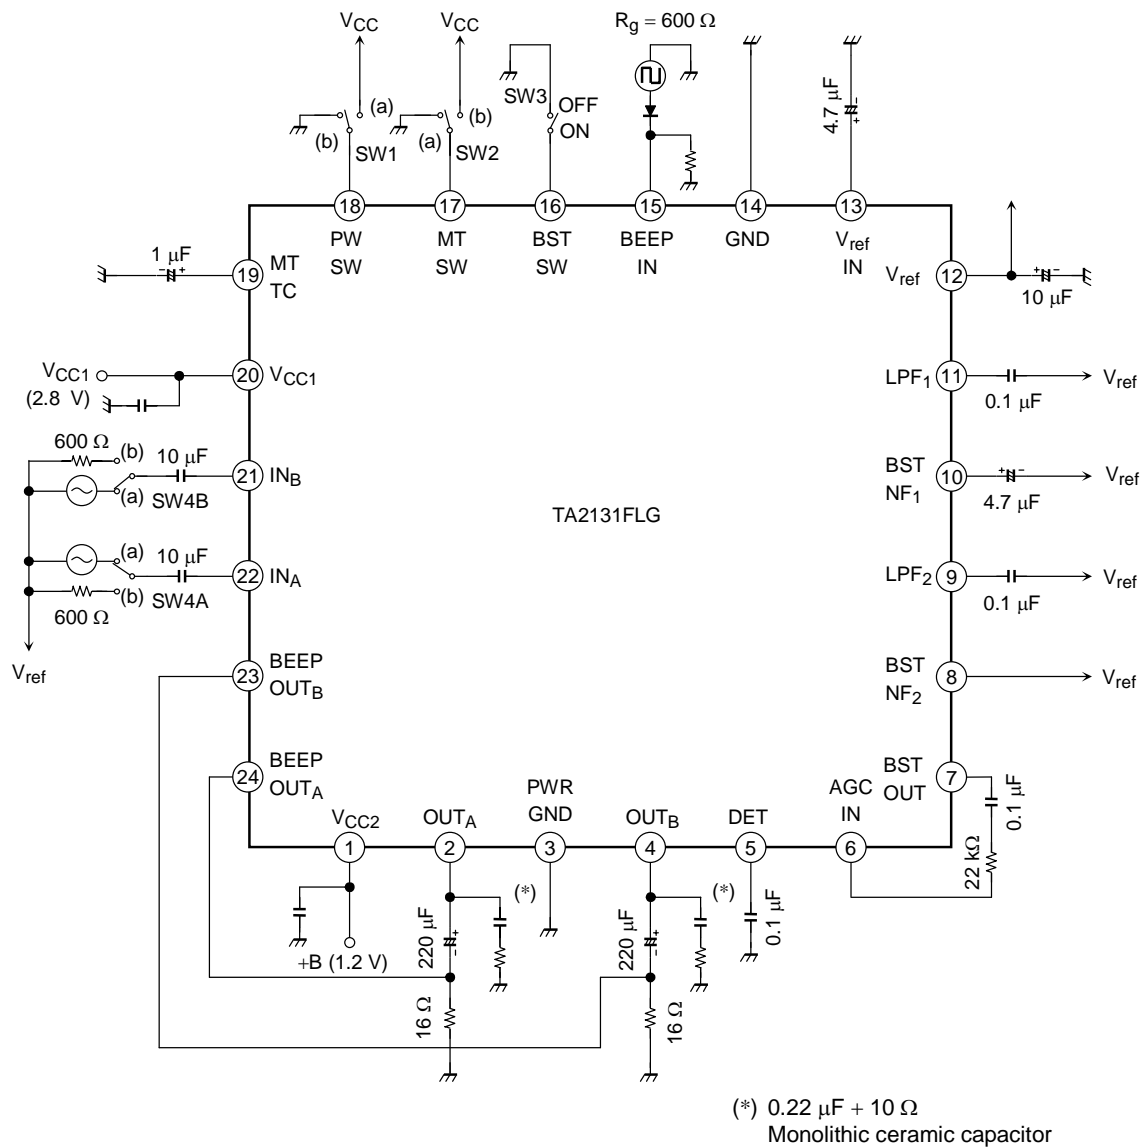 VCC
VCC
Rg = 600 Ω
SW3
OFF
ON
(a)
(b)
SW1
(b)
(a)
SW2
4.7 μF
+ −
18
17
16
15
14
13
PW
SW
MT
SW
BST
SW
BEEP
IN
GND
Vref
IN
1 μF
− +
19
MT
TC
Vref
12
+ −
10 μF
VCC1
(2.8 V)
20
VCC1
LPF1
11
0.1 μF
Vref
600 Ω
(b)
(a)
10 μF
SW4B
21
INB
BST
NF1
10
+ −
4.7 μF
Vref
TA2131FLG
(a)
(b)
10 μF
SW4A
600 Ω
22
INA
LPF2
9
0.1 μF
Vref
Vref
23
BEEP
OUTB
BST
NF2
8
Vref
24
BEEP
OUTA
BST
OUT
7
0.1 μF
22 kΩ
VCC2
OUTA
PWR
GND
OUTB
DET
AGC
IN
1
2
3
4
5
6
+B (1.2 V)
220 μF
− +
(*)
16 Ω
220 μF
− +
(*)
16 Ω
0.1 μF
(*) 0.22 μF + 10 Ω
Monolithic ceramic capacitor